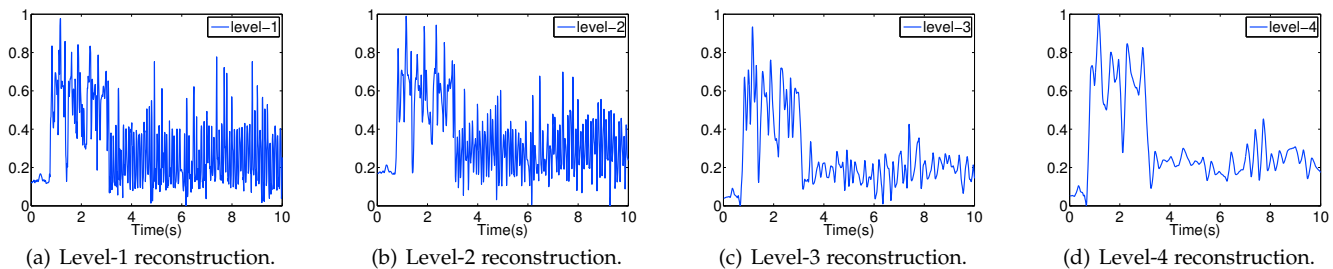 1
0.8
0.6
0.4
0.2
0
0 2 4 6 8 10
Time(s)
level-1
(a) Level-1 reconstruction.
1
0.8
0.6
0.4
0.2
0
0 2 4 6 8 10
Time(s)
level-2
(b) Level-2 reconstruction.
1
0.8
0.6
0.4
0.2
0
0 2 4 6 8 10
Time(s)
level-3
(c) Level-3 reconstruction.
1
0.8
0.6
0.4
0.2
0
0 2 4 6 8 10
Time(s)
level-4
(d) Level-4 reconstruction.